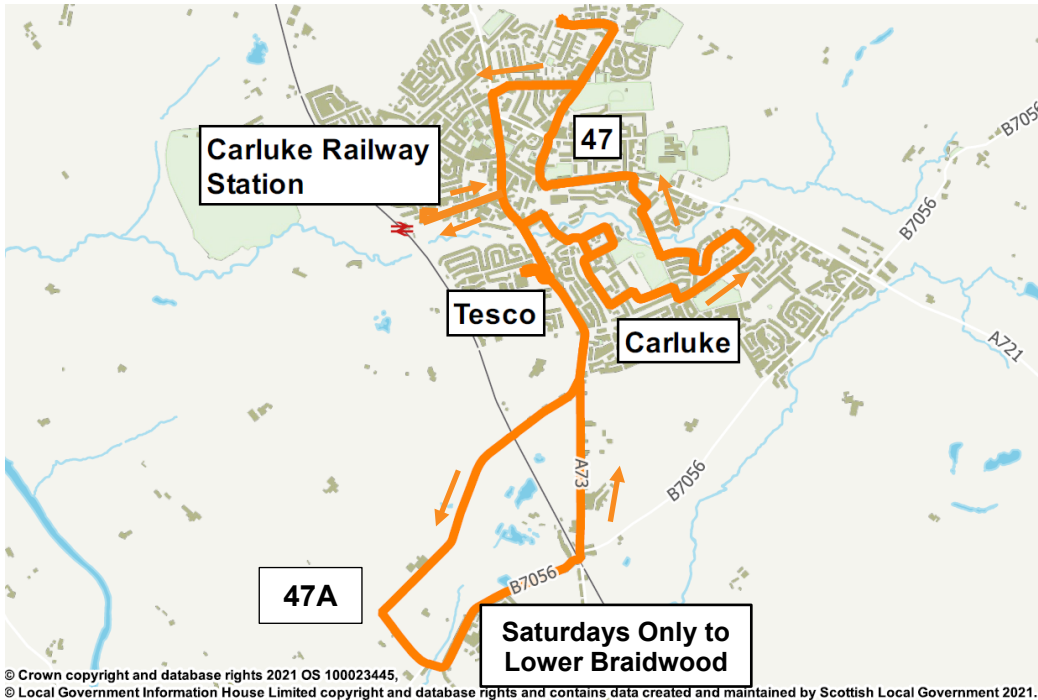 B7056
47
Carluke Railway
Station
B7056
Tesco
Carluke
A721
A73
B7056
B7056
47A
Saturdays Only to
Lower Braidwood
© Crown copyright and database rights 2021 OS 100023445,
© Local Government Information House Limited copyright and database rights and contains data created and maintained by Scottish Local Government 2021.